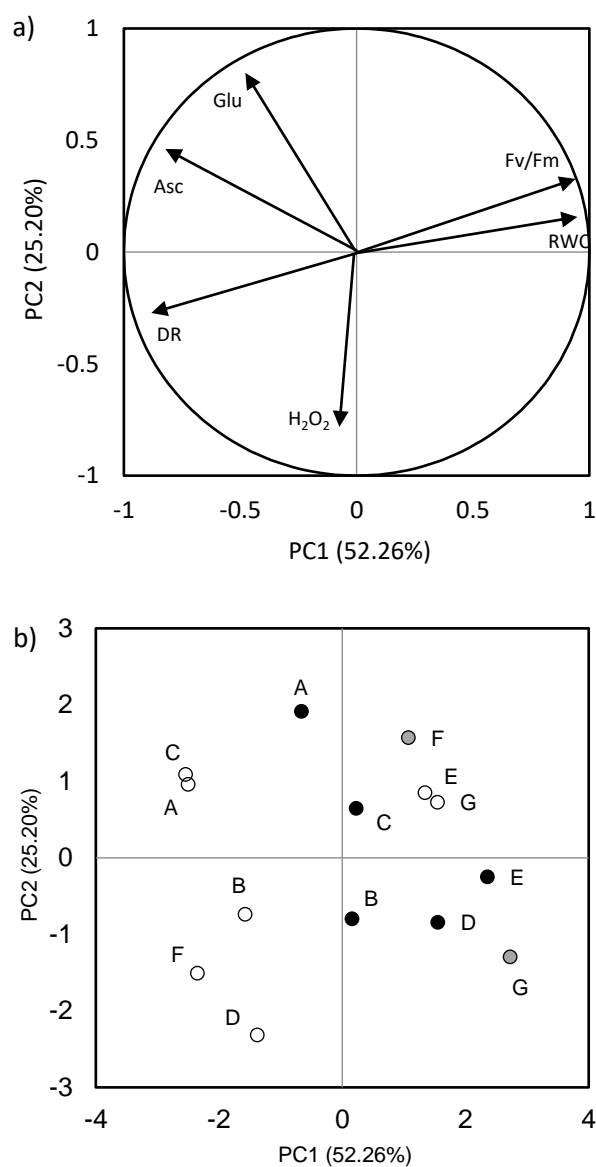 a)
1
Glu
0.5
Fv/Fm
Asc
RWC
0
DR
-0.5
H₂O₂
-1
-1 -0.5 0 0.5 1
PC2 (25.20%)
PC1 (52.26%)
b)
3
A
2
F
C
E
1
G
A
C
0
B
B
E
D
-1
F
G
D
-2
-3
-4 -2 0 2 4
PC2 (25.20%)
PC1 (52.26%)